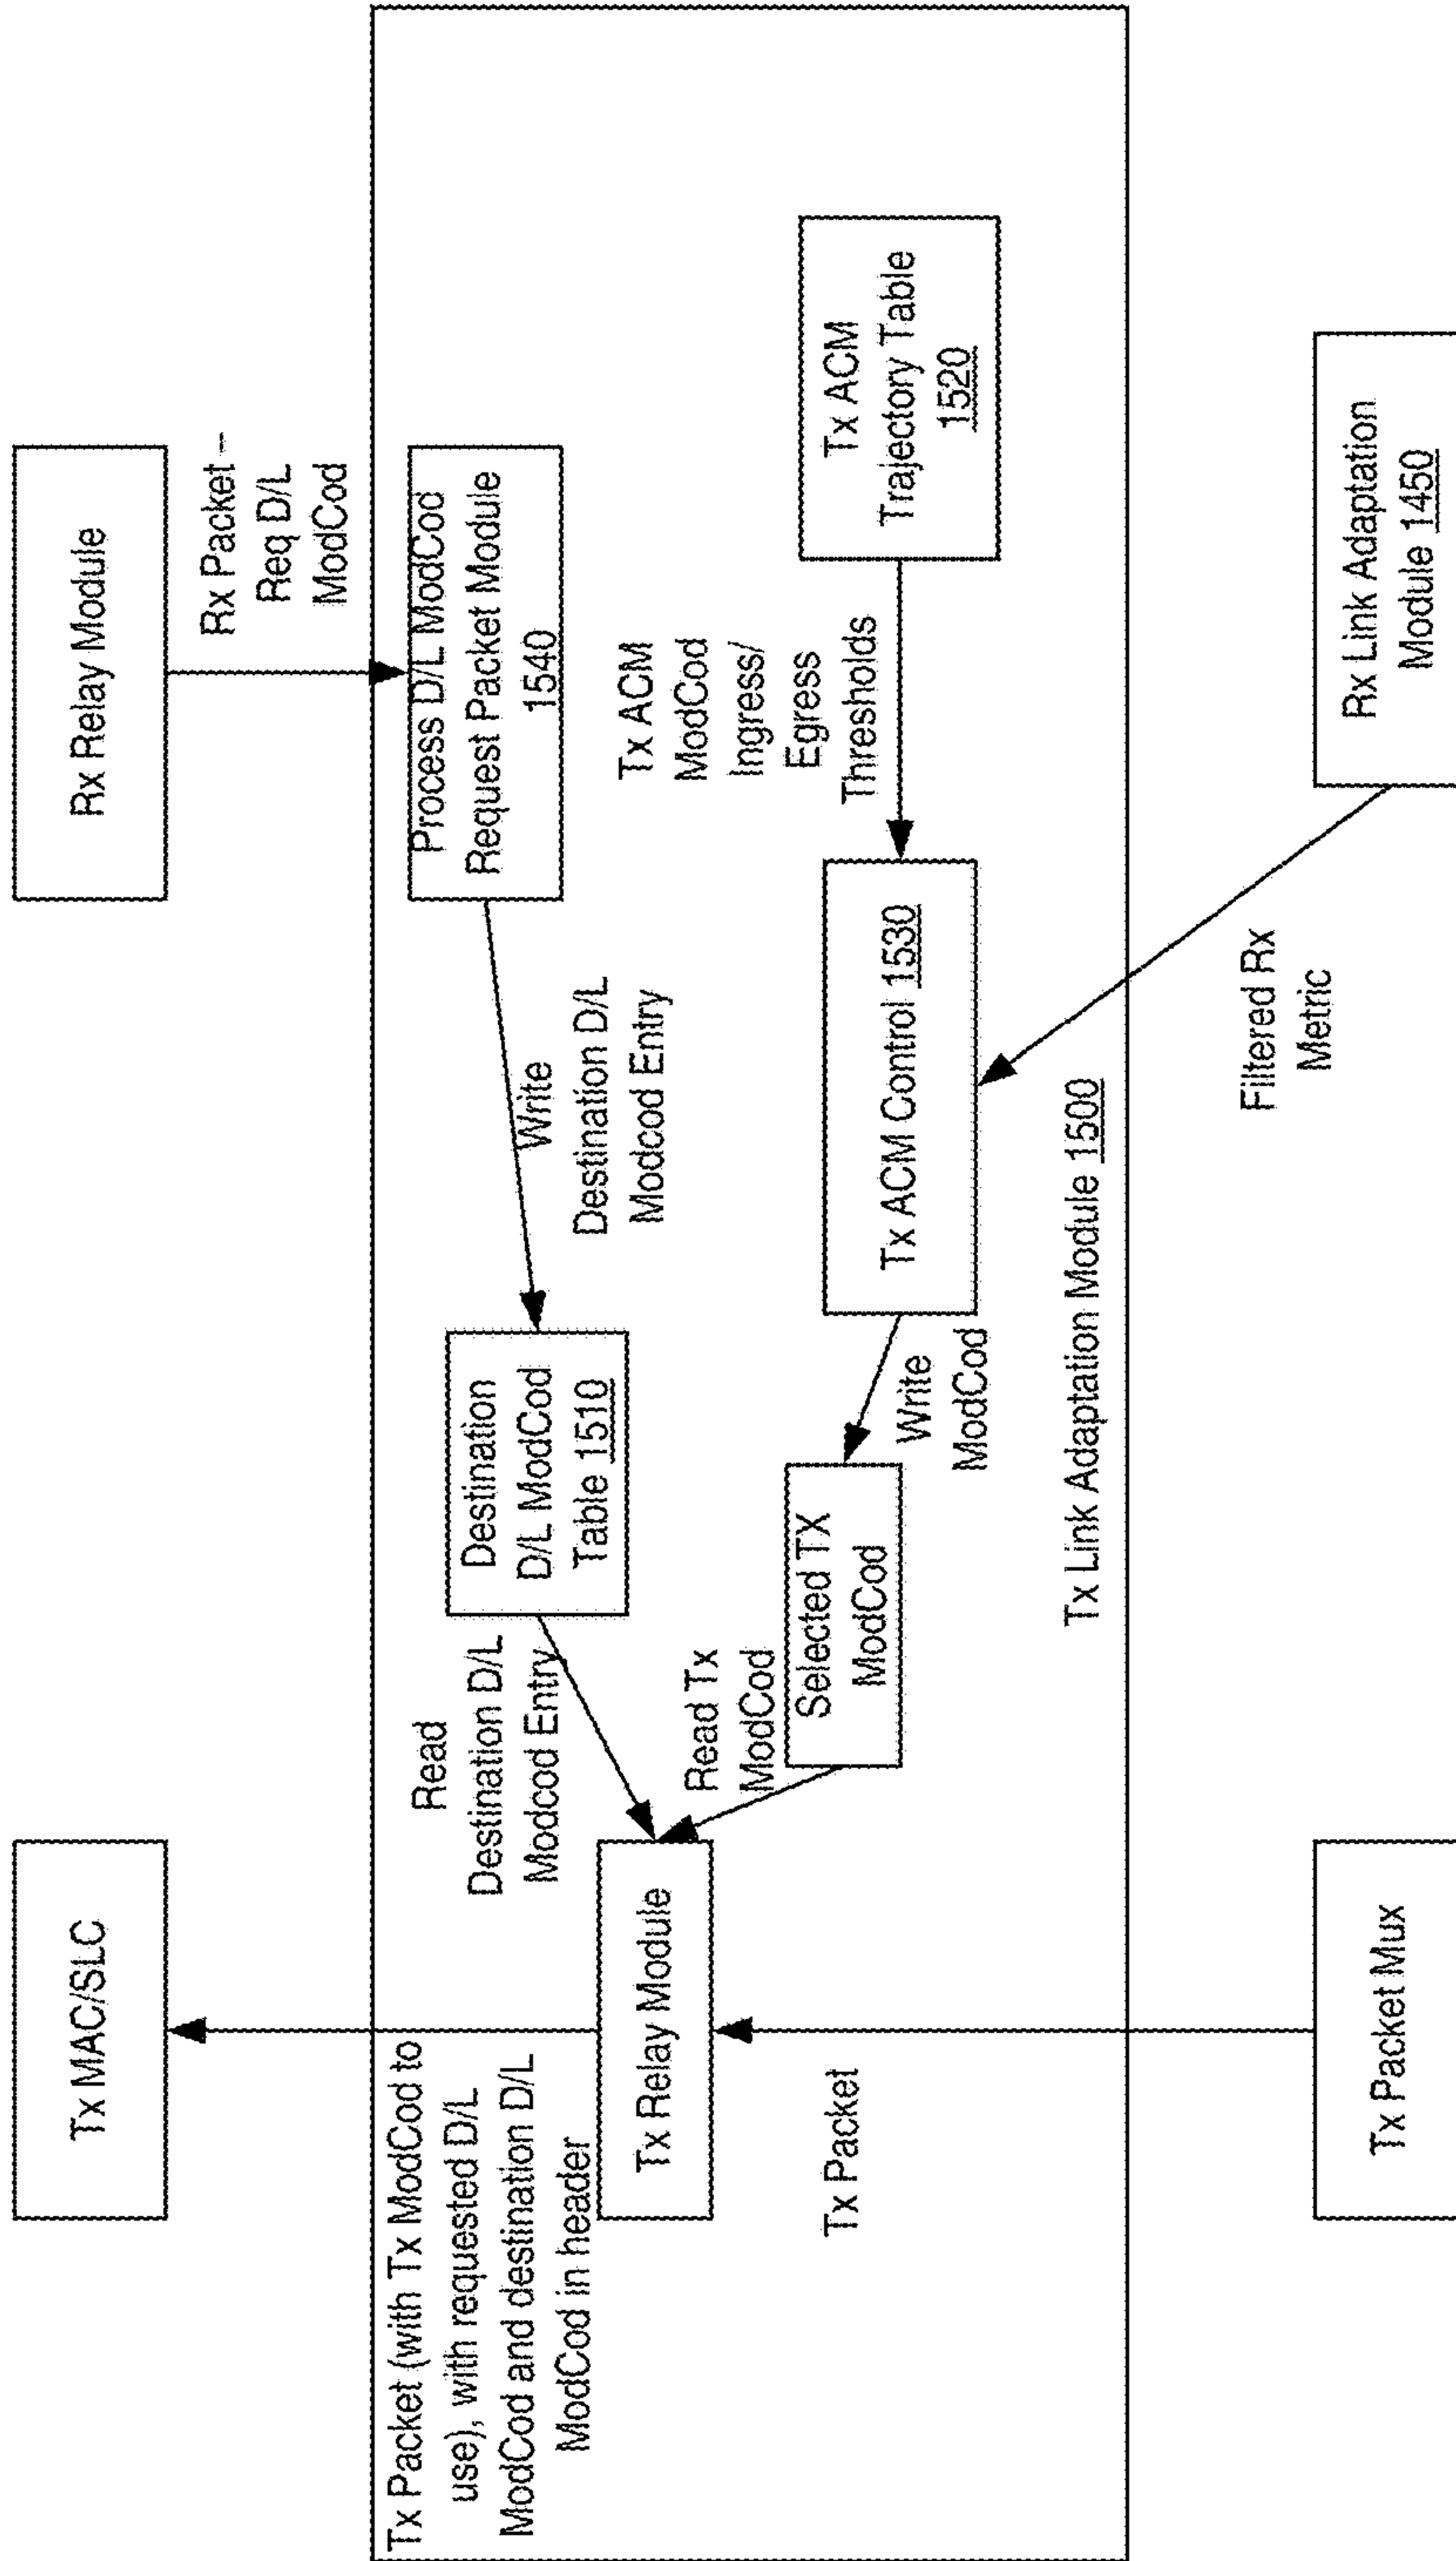 Tx MAC/SLC
Rx Relay Module
Rx Packet –
Req D/L
ModCod
Tx Packet (with Tx ModCod to
use), with requested D/L
ModCod and destination D/L
ModCod in header
Read
Destination D/L
Modcod Entry
Destination
D/L ModCod
Table 1510
Write
Destination D/L
Modcod Entry
Process D/L ModCod
Request Packet Module
1540
Tx Relay Module
Read Tx
ModCod
Selected TX
ModCod
Write
ModCod
Tx ACM Control 1530
Tx ACM
ModCod
Ingress/
Egress
Thresholds
Tx ACM
Trajectory Table
1520
Tx Packet
Tx Link Adaptation Module 1500
Filtered Rx
Metric
Tx Packet Mux
Rx Link Adaptation
Module 1450